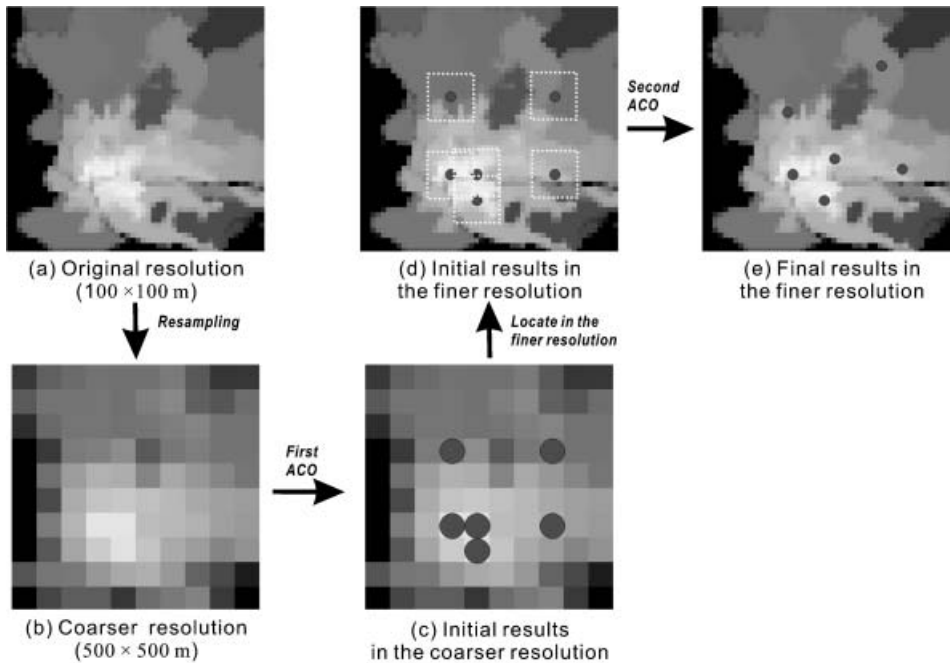 (a) Original resolution
(100 ×100 m)
Resampling
(b) Coarser resolution
(500 × 500 m)
First
ACO
(c) Initial results
in the coarser resolution
Locate in the
finer resolution
(d) Initial results in
the finer resolution
Second
ACO
(e) Final results in
the finer resolution